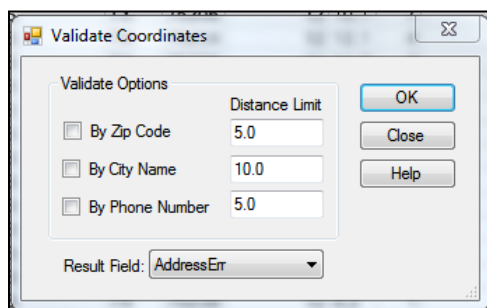 Validate Coordinates
Validate Options
Distance Limit
By Zip Code 5.0
By City Name 10.0
By Phone Number 5.0
OK
Close
Help
Result Field: AddressErr